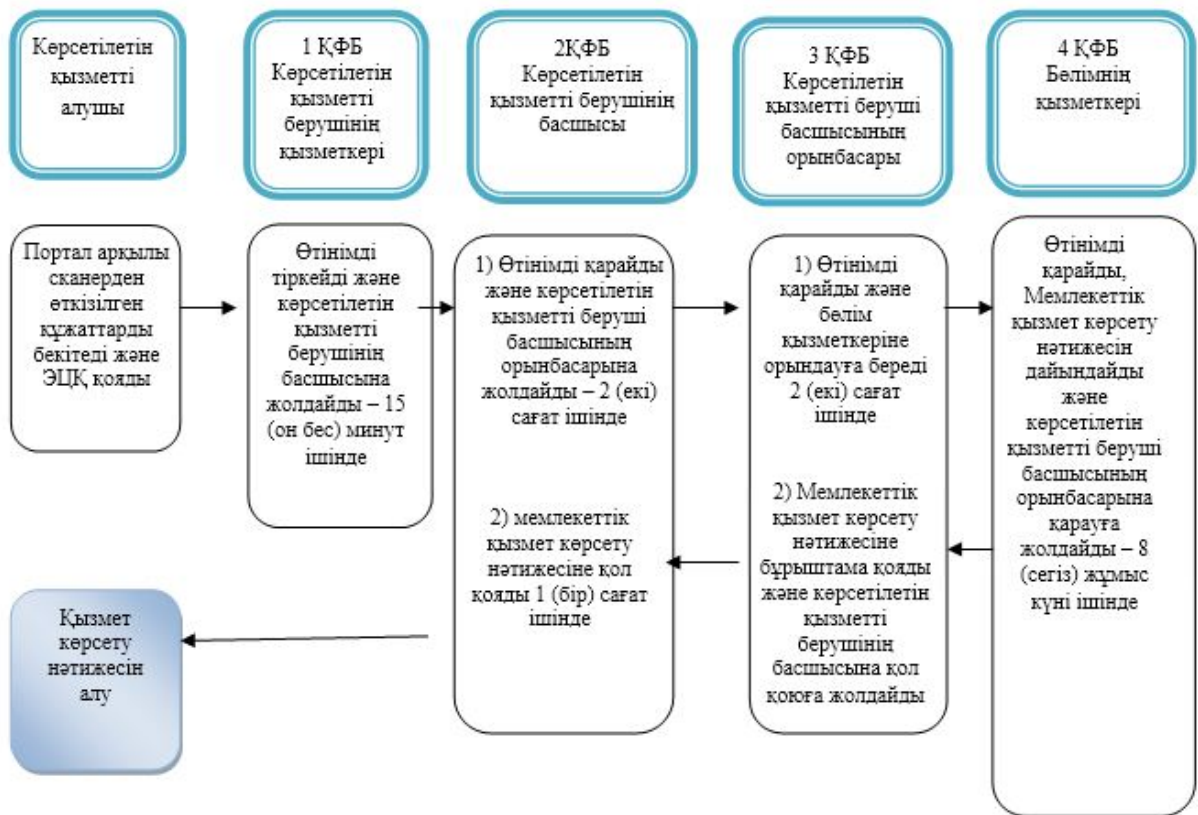 Көрсетілетін
қызметті
алушы
1 ҚФБ
Көрсетілетін
қызметті
берушінің
қызметкері
2ҚФБ
Көрсетілетін
қызметті берушінің
басшысы
3 ҚФБ
Көрсетілетін
қызметті беруші
басшысының
орынбасары
4 ҚФБ
Бөлімнің
қызметкері
Портал арқылы
сканерден
өткізілген
құжаттарды
бекітеді және
ЭЦҚ қояды
Өтінімді
тіркейді және
көрсетілетін
қызметті
берушінің
басшысына
жолдайды – 15
(он бес) минут
ішінде
1) Өтінімді қарайды
және көрсетілетін
қызметті беруші
басшысының
орынбасарына
жолдайды – 2 (екі)
сағат ішінде
2) мемлекеттік
қызмет көрсету
нәтижесіне қол
қояды 1 (бір) сағат
ішінде
1) Өтінімді
қарайды және
бөлім
қызметкеріне
орындауға береді
2 (екі) сағат
ішінде
2) Мемлекеттік
қызмет көрсету
нәтижесіне
бұрыштама қояды
және көрсетілетін
қызметті
берушінің
басшысына қол
қоюға жолдайды
Өтінімді
қарайды,
Мемлекеттік
қызмет көрсету
нәтижесін
дайындайды
және
көрсетілетін
қызметті беруші
басшысының
орынбасарына
қарауға
жолдайды – 8
(сегіз) жұмыс
күні ішінде
Қызмет
көрсету
нәтижесін
алу